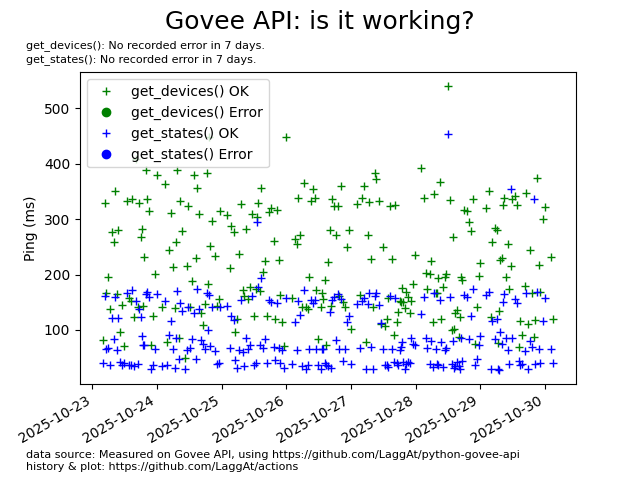 Govee API: is it working?
get_devices(): No recorded error in 7 days.
get_states(): No recorded error in 7 days.
get_devices() OK
get_devices() Error
get_states() OK
get_states() Error
Ping (ms)
500
400
300
200
100
2025-10-23
2025-10-24
2025-10-25
2025-10-26
2025-10-27
2025-10-28
2025-10-29
2025-10-30
data source: Measured on Govee API, using https://github.com/LaggAt/python-govee-api
history & plot: https://github.com/LaggAt/actions